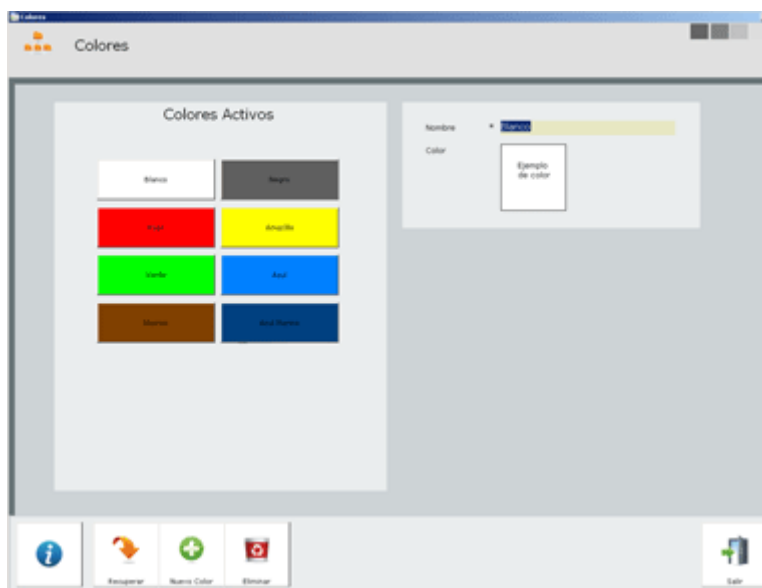 Colores
Colores
Colores Activos
Nombre * Blanco
Color
Ejemplo
de color
Blanco Negro
Rojo Amarillo
Verde Azul
Marron Azul Marino
Recuperar Nuevo Color Eliminar Salir